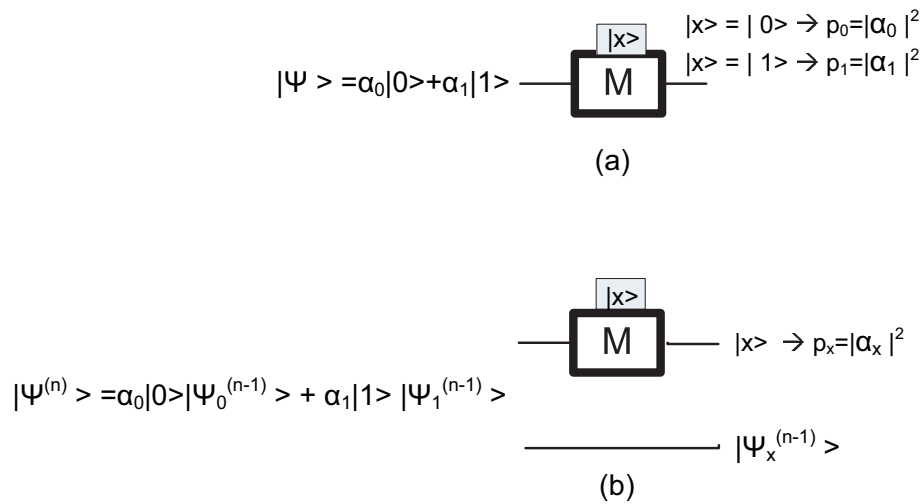 |x>
|x> = | 0> → p₀=|α₀ |²
|Ψ > =α₀|0>+α₁|1>
M
|x> = | 1> → p₁=|α₁ |²
(a)
|x>
M
|x> → pₓ=|αₓ |²
|Ψ⁽ⁿ⁾ > =α₀|0>|Ψ₀⁽ⁿ⁻¹⁾ > + α₁|1> |Ψ₁⁽ⁿ⁻¹⁾ >
|Ψₓ⁽ⁿ⁻¹⁾ >
(b)